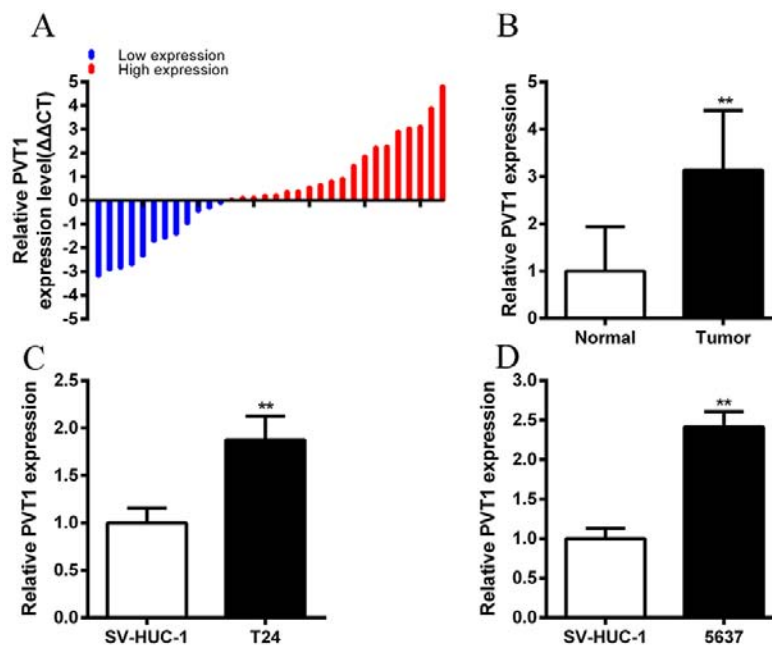 A
Low expression
High expression
Relative PVT1
expression level(ΔΔCT)
5
4
3
2
1
0
-1
-2
-3
-4
-5
B
Relative PVT1 expression
5
4
3
2
1
0
**
Normal
Tumor
C
Relative PVT1 expression
2.5
2.0
1.5
1.0
0.5
0.0
**
SV-HUC-1
T24
D
Relative PVT1 expression
3.0
2.5
2.0
1.5
1.0
0.5
0.0
**
SV-HUC-1
5637